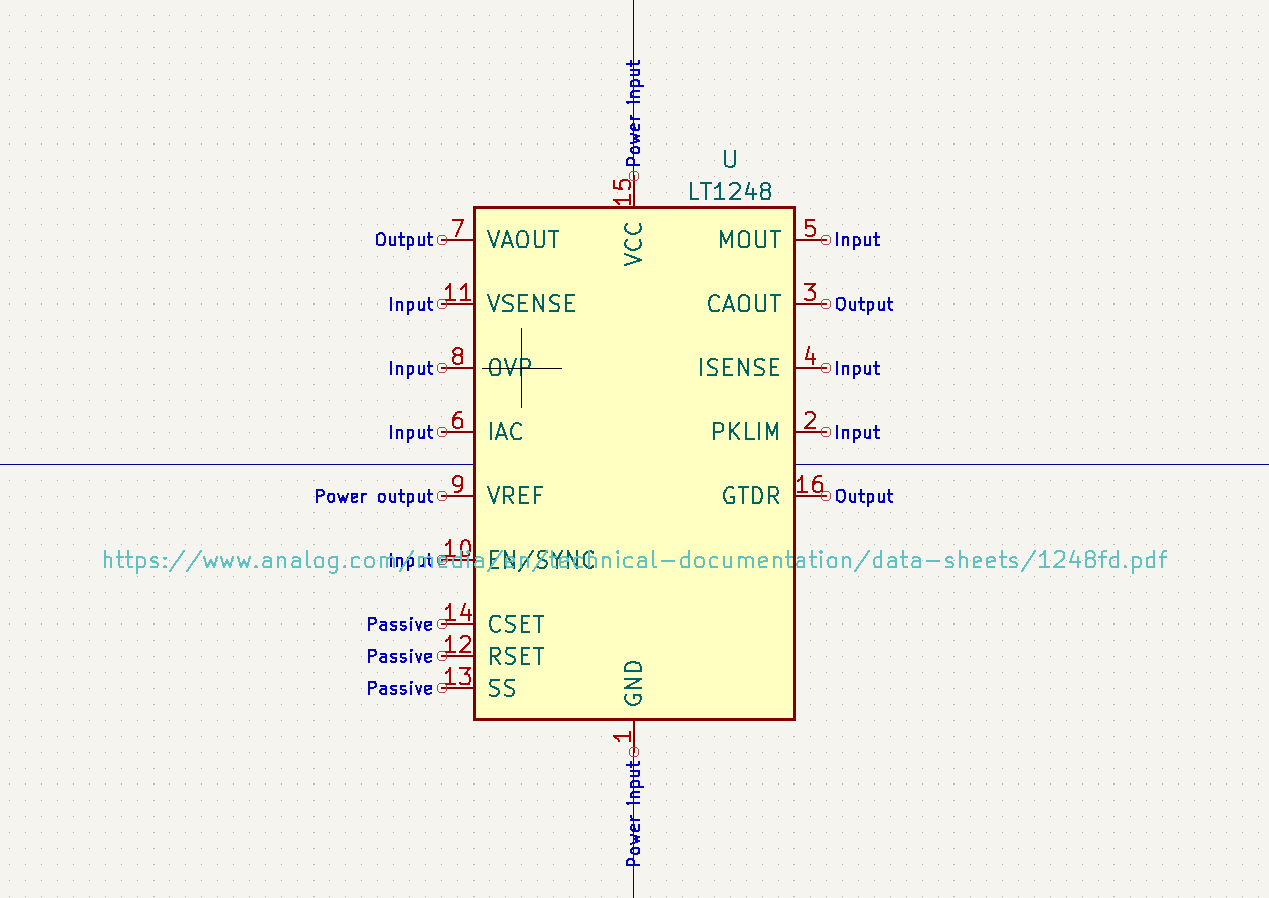 Power Input
U
15
LT1248
Output 7 VAOUT VCC MOUT 5 Input
Input 11 VSENSE CAOUT 3 Output
Input 8 OVP ISENSE 4 Input
Input 6 IAC PKLIM 2 Input
Power output 9 VREF GTDR 16 Output
Input 10 EN/SYNC
https://www.analog.com/media/en/technical-documentation/data-sheets/1248fd.pdf
Passive 14 CSET
Passive 12 RSET
Passive 13 SS GND
1
Power Input